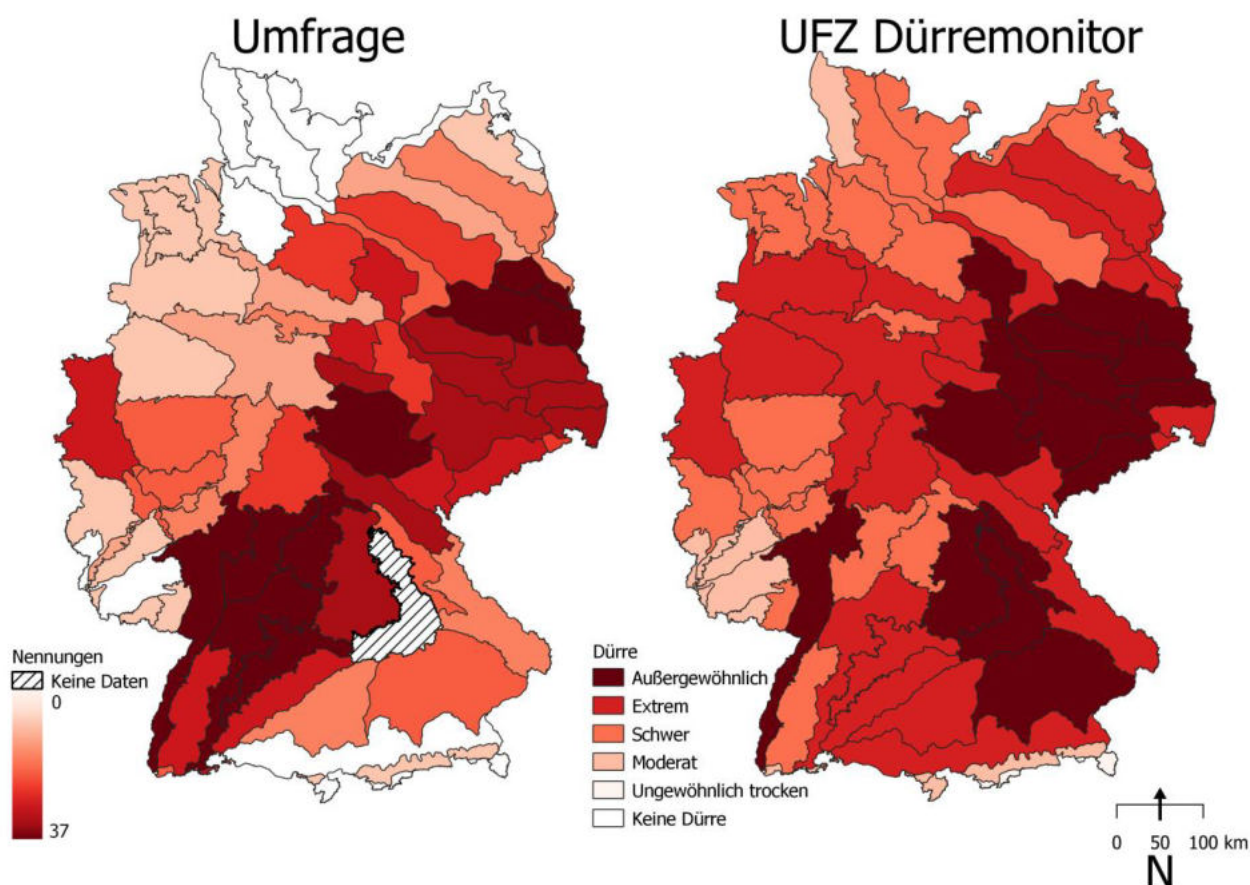 Umfrage
UFZ Dürremonitor
Nennungen
Keine Daten
0
37
Dürre
Außergewöhnlich
Extrem
Schwer
Moderat
Ungewöhnlich trocken
Keine Dürre
0 50 100 km
N